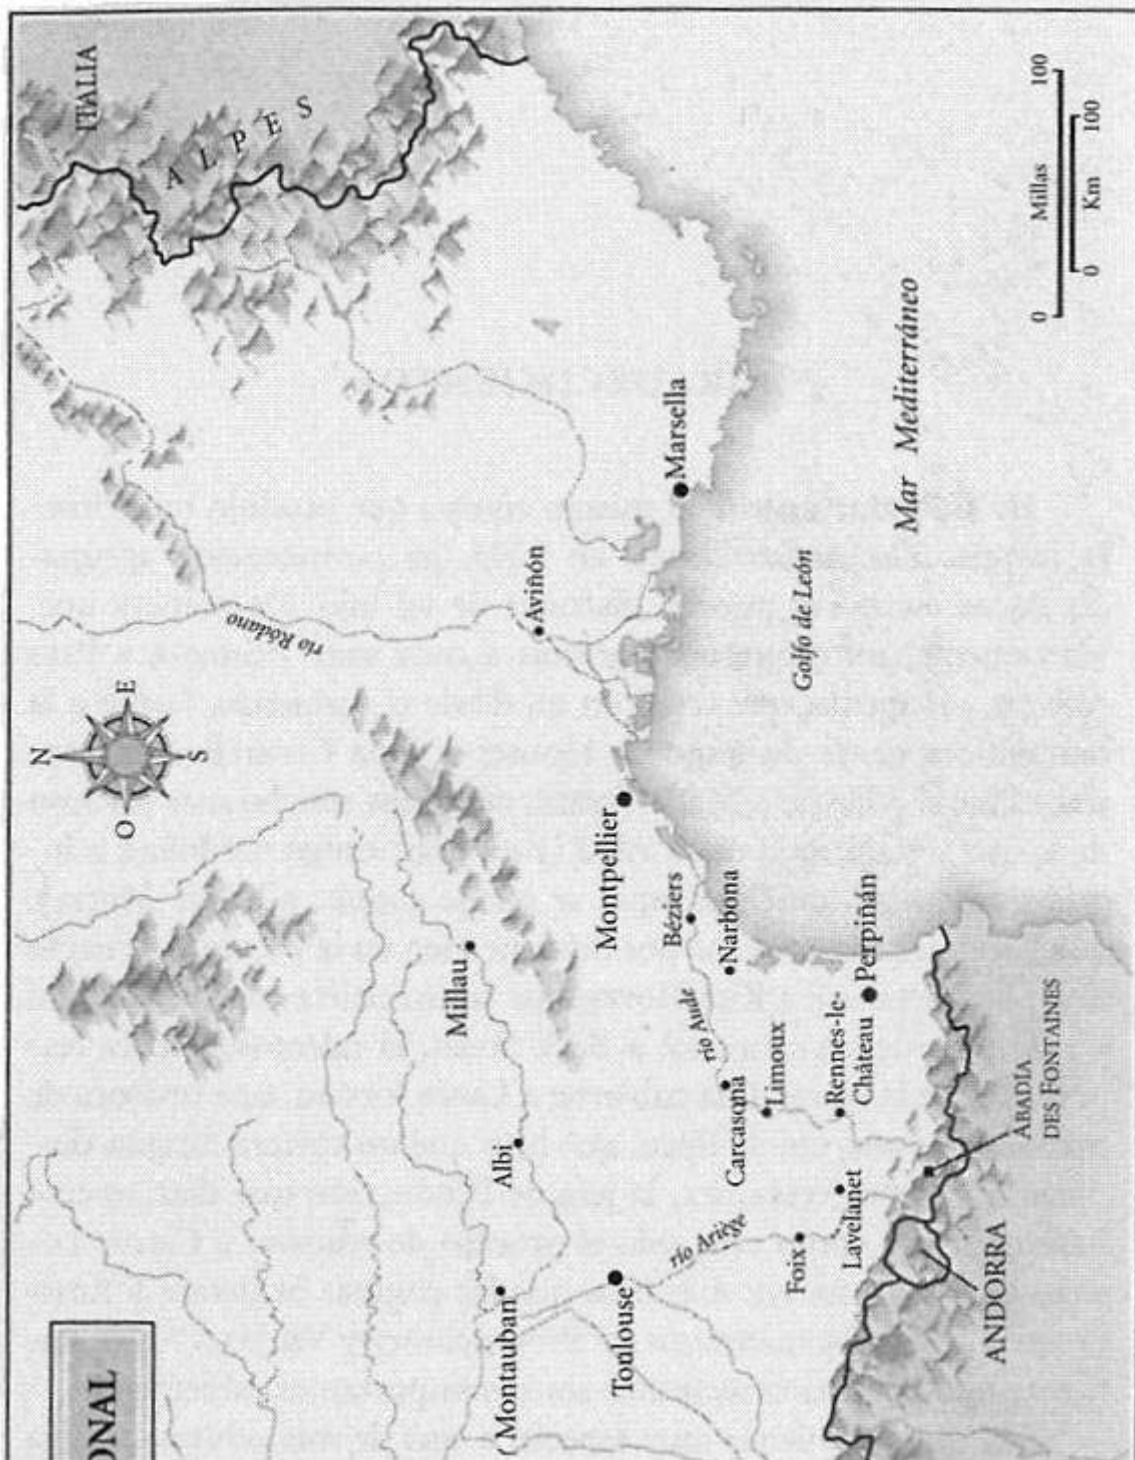 ONAL
ITALIA
ALPES
río Ródano
N
E
S
O
Aviñón
Marsella
Montpellier
Millau
Béziers
Narbona
Albi
río Aude
Carcasona
Limoux
Rennes-le-
Château
Perpiñán
Montauban
Toulouse
río Ariège
Foix
Lavelanet
ANDORRA
ABADÍA
DES FONTAINES
Golfo de León
Mar Mediterráneo
0 Millas 100
0 Km 100